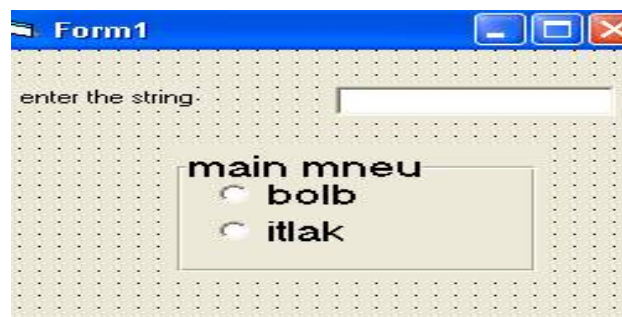 Form1
enter the string
main mneu
bolb
itlak